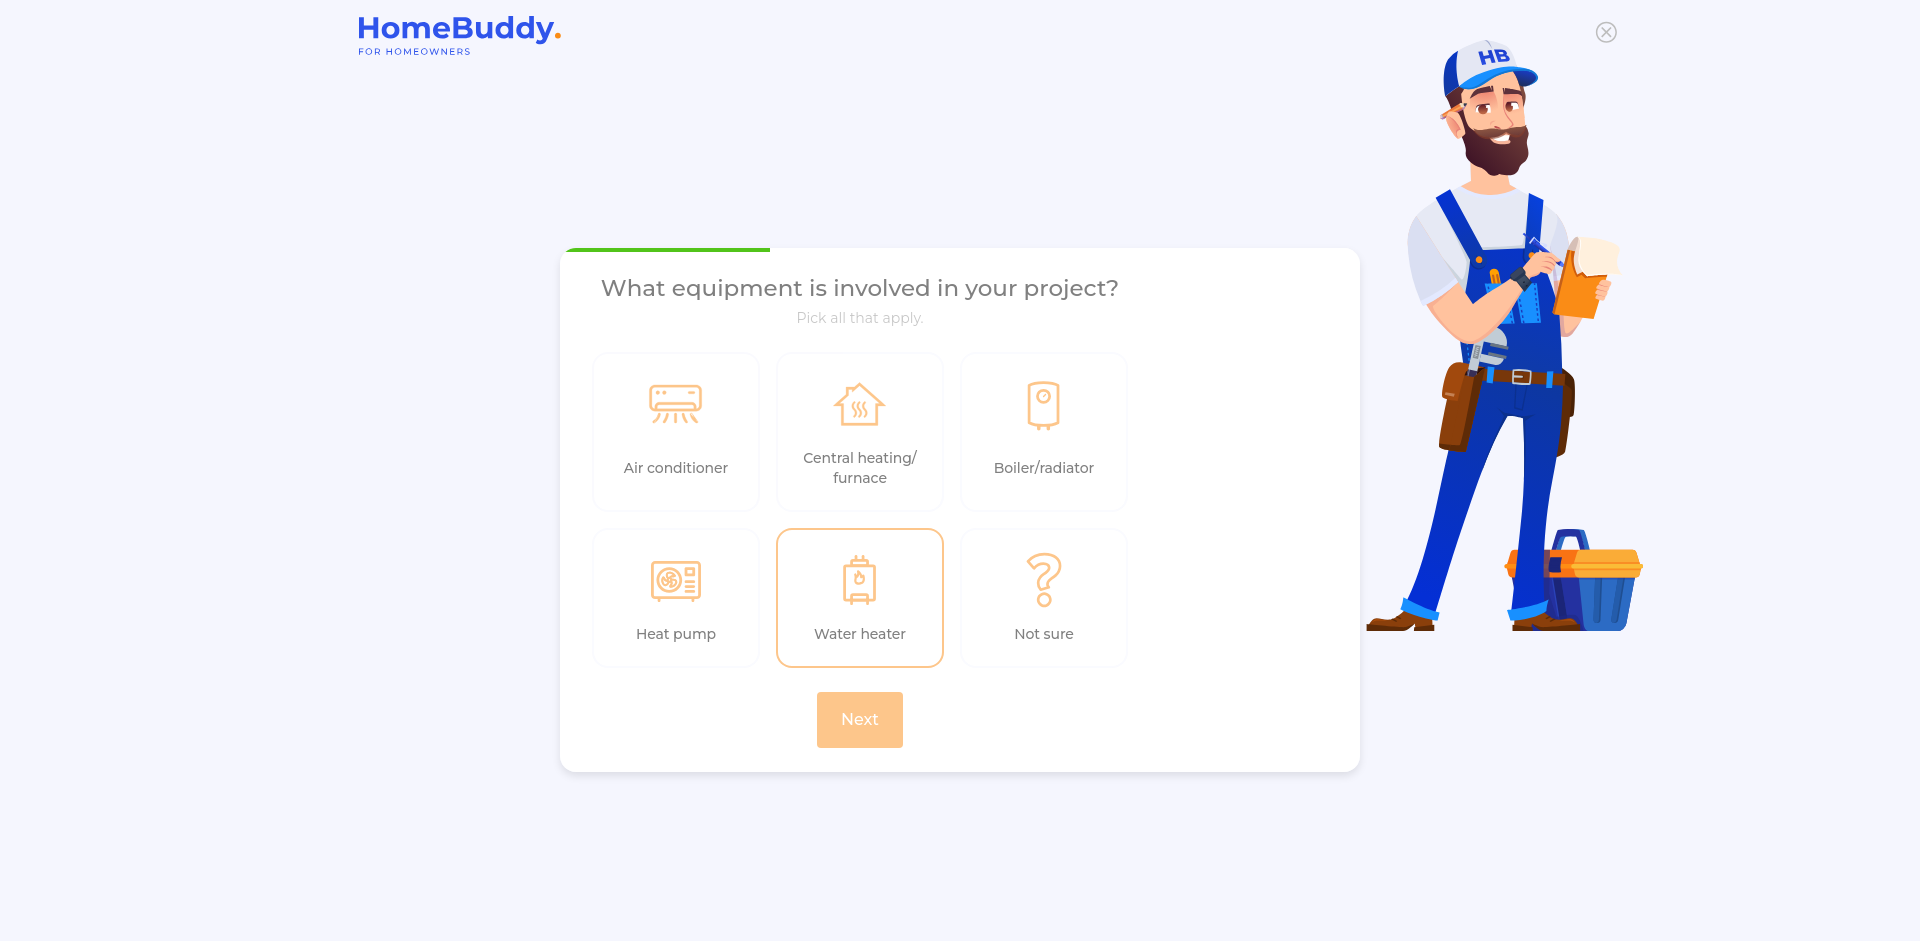 HomeBuddy.
FOR HOMEOWNERS
HB
What equipment is involved in your project?
Pick all that apply.
Air conditioner
Central heating/
furnace
Boiler/radiator
Heat pump
Water heater
Not sure
Next